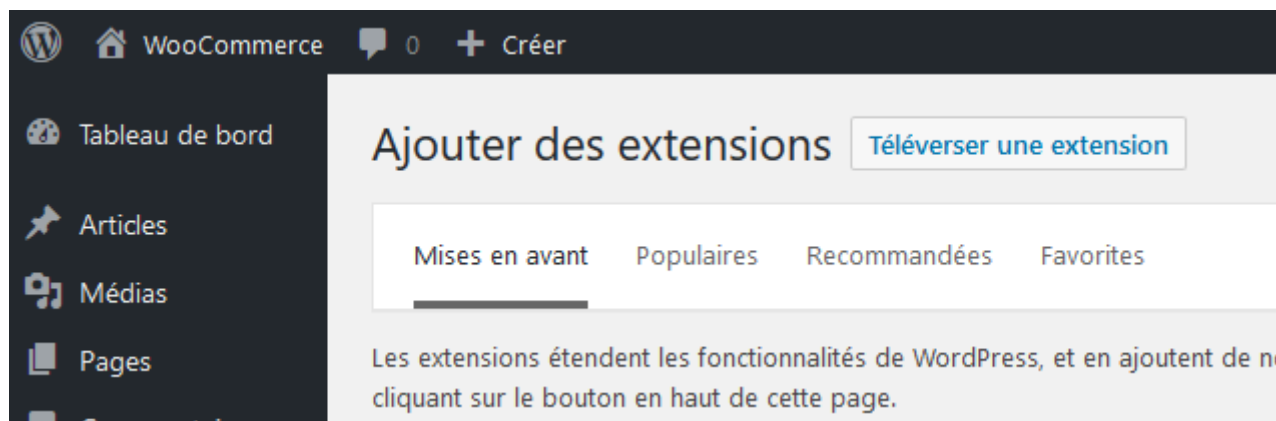 WooCommerce 0 + Créer
Tableau de bord
Ajouter des extensions Téléverser une extension
Articles
Mises en avant Populaires Recommandées Favorites
Médias
Pages
Les extensions étendent les fonctionnalités de WordPress, et en ajoutent de
cliquant sur le bouton en haut de cette page.